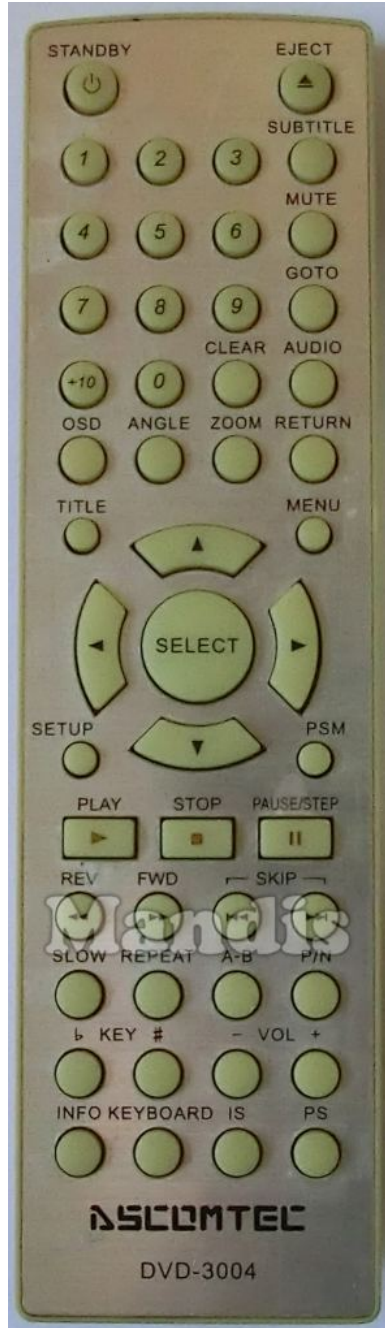 STANDBY EJECT
SUBTITLE
1 2 3
MUTE
4 5 6
GOTO
7 8 9
CLEAR AUDIO
+10 0
OSD ANGLE ZOOM RETURN
TITLE MENU
SELECT
SETUP PSM
PLAY STOP PAUSE/STEP
REV FWD SKIP
Mandis
SLOW REPEAT A-B P/N
♭ KEY # - VOL +
INFO KEYBOARD IS PS
ASCOMTEC
DVD-3004